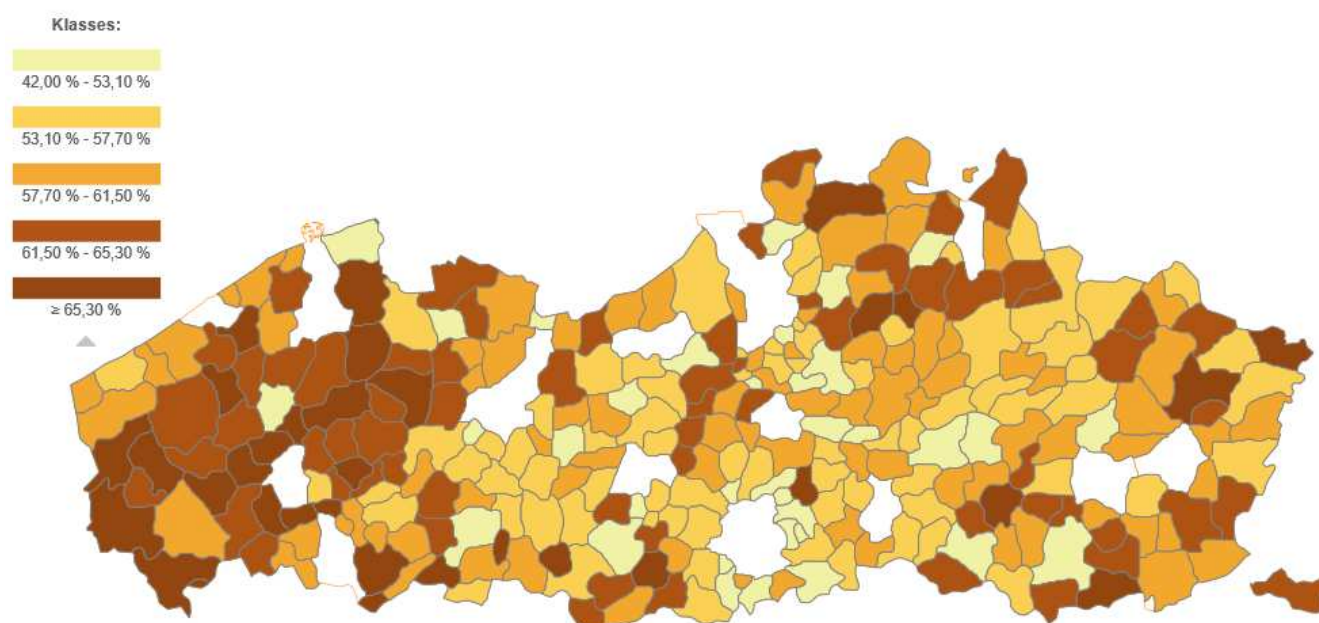 Klasses:
42,00 % - 53,10 %
53,10 % - 57,70 %
57,70 % - 61,50 %
61,50 % - 65,30 %
≥ 65,30 %